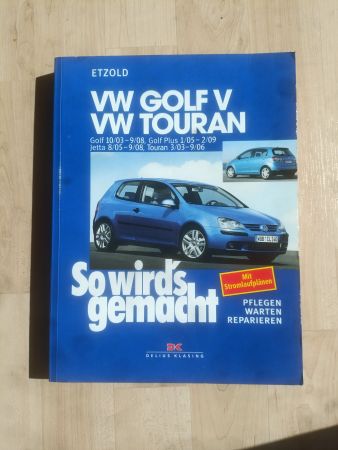 ETZOLD
VW GOLF V
VW TOURAN
Golf 10/03-9/08, Golf Plus 1/05-2/09
Jetta 8/05-9/08, Touran 3/03-9/06
So wird's
gemacht
Mit
Stromlaufplänen
PFLEGEN
WARTEN
REPARIEREN
DK
DELIUS KLASING